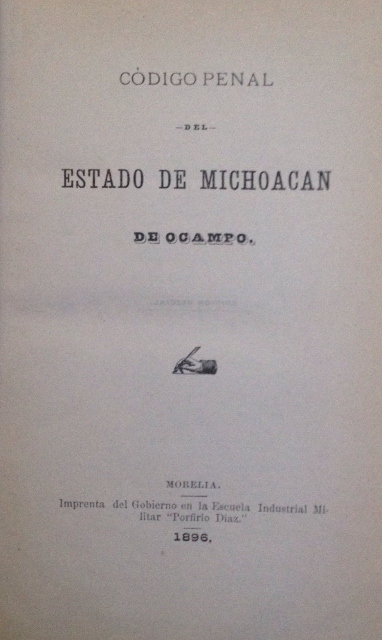 CÓDIGO PENAL
—DEL—
ESTADO DE MICHOACAN
DE OCAMPO.
MORELIA.
Imprenta del Gobierno en la Escuela Industrial Mi-
litar "Porfirio Diaz."
1896.